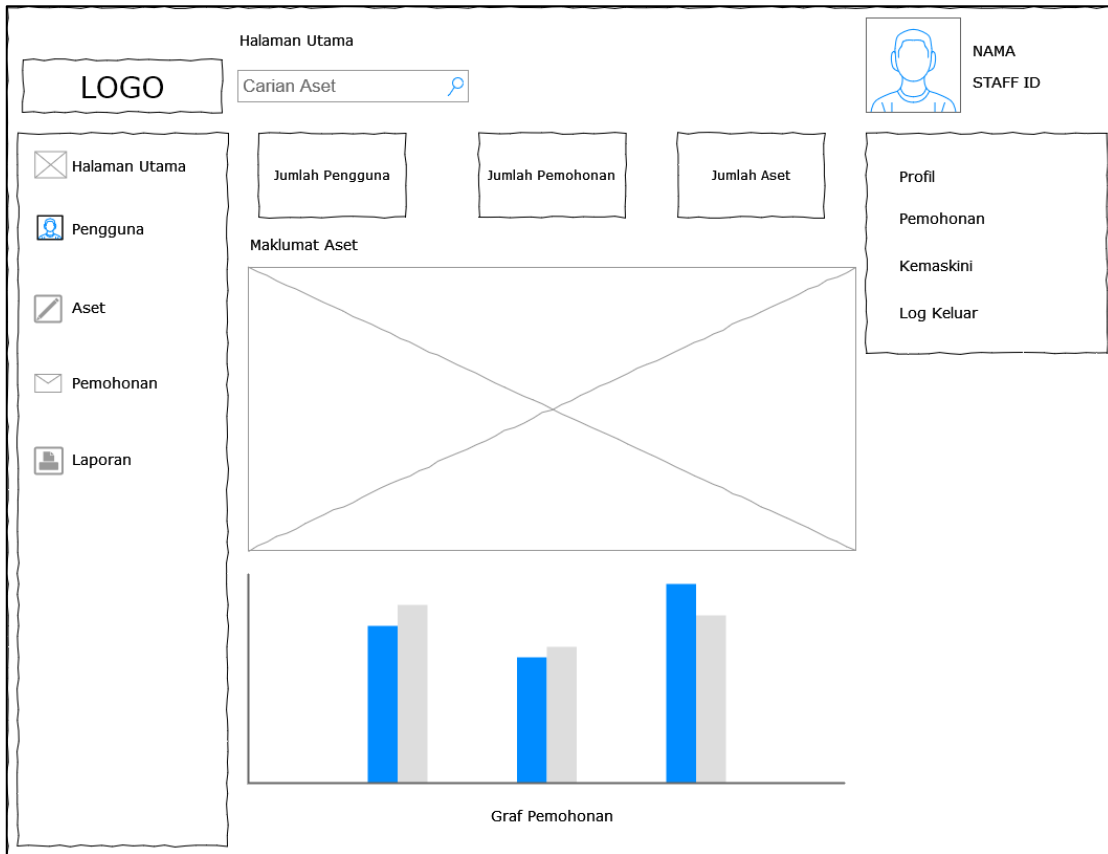 Halaman Utama
LOGO
Carian Aset
NAMA
STAFF ID
Halaman Utama
Pengguna
Aset
Pemohonan
Laporan
Jumlah Pengguna
Jumlah Pemohonan
Jumlah Aset
Maklumat Aset
Graf Pemohonan
Profil
Pemohonan
Kemaskini
Log Keluar